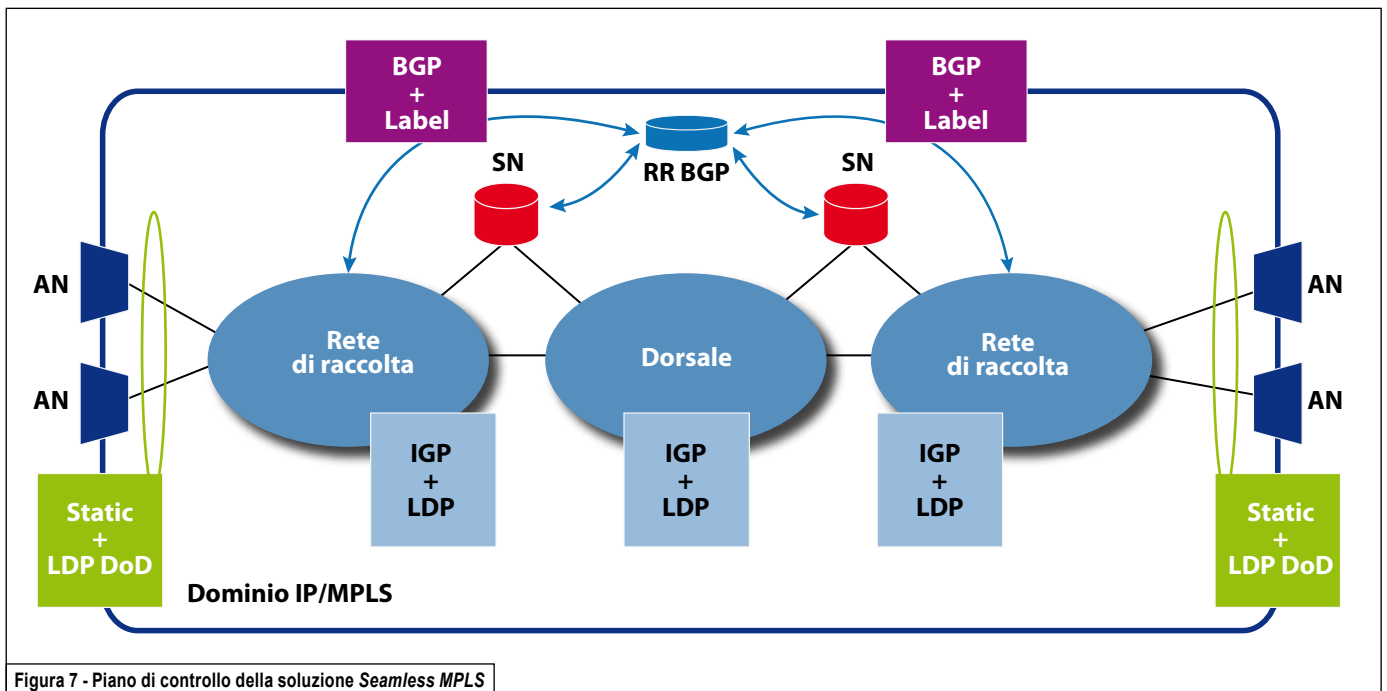 BGP
+
Label
BGP
+
Label
SN
RR BGP
SN
AN
AN
Rete
di raccolta
Dorsale
Rete
di raccolta
AN
AN
IGP
+
LDP
IGP
+
LDP
IGP
+
LDP
Static
+
LDP DoD
Static
+
LDP DoD
Dominio IP/MPLS
Figura 7 - Piano di controllo della soluzione Seamless MPLS